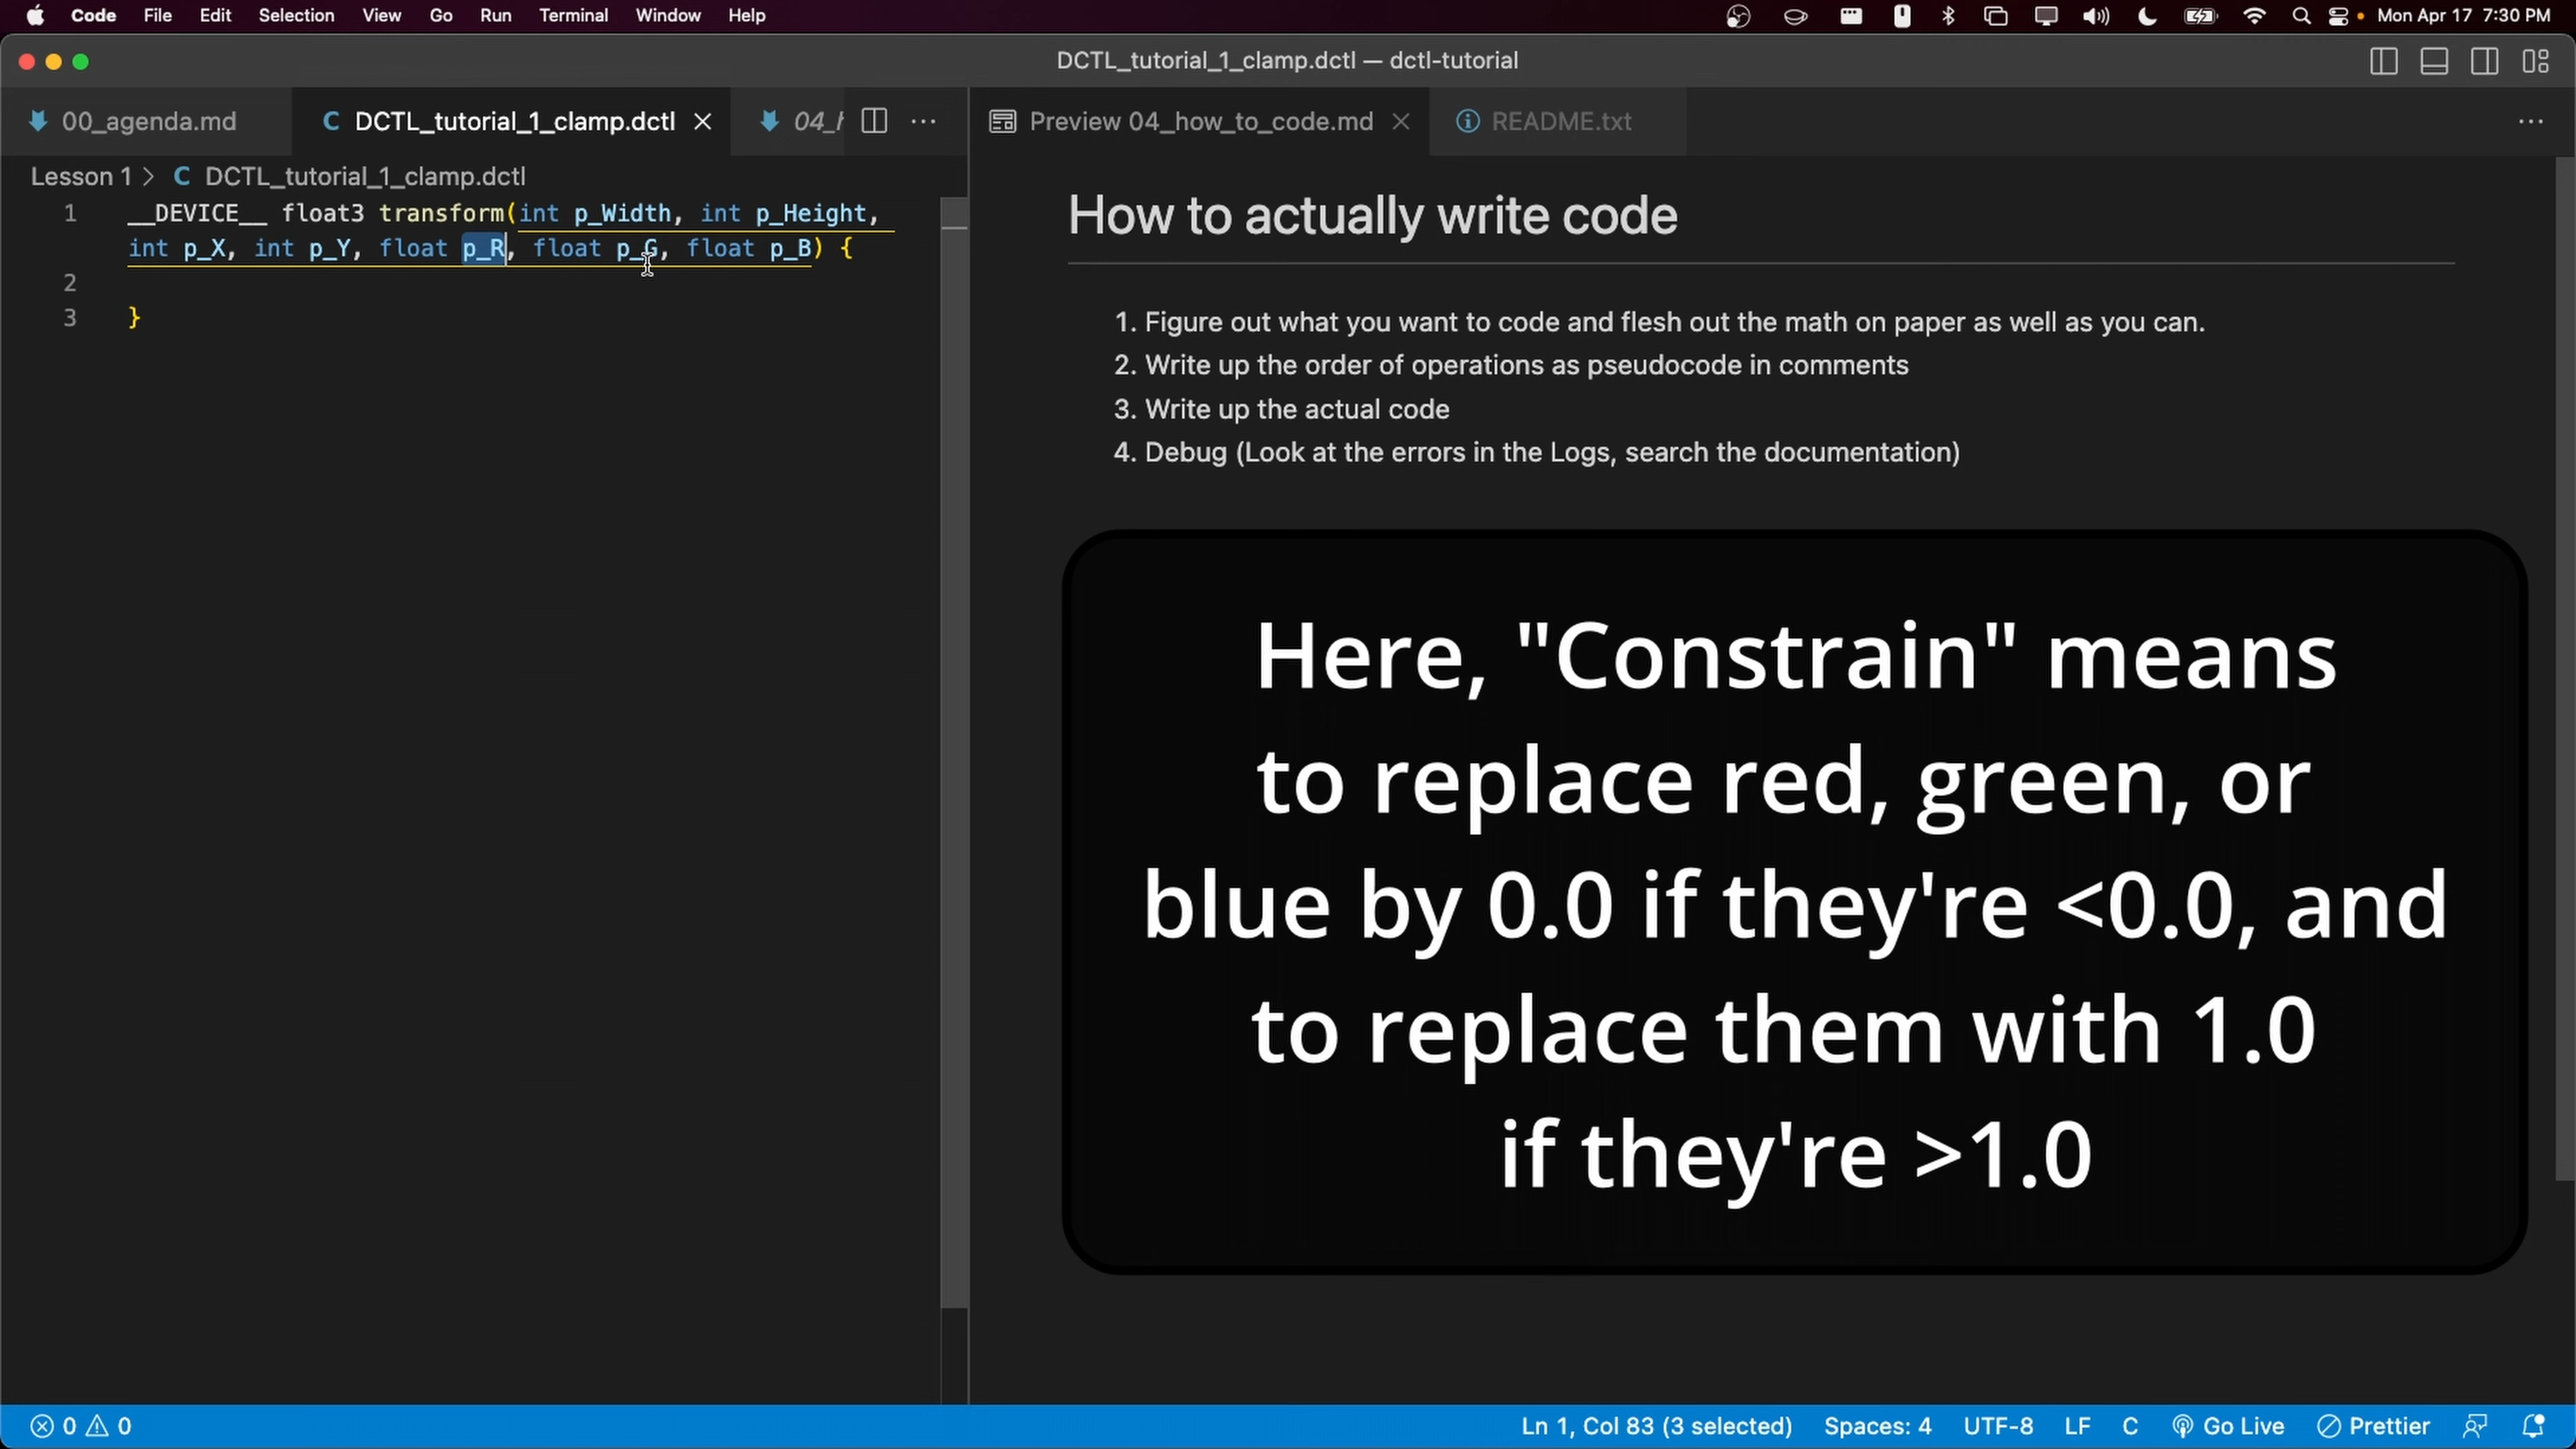 Code File Edit Selection View Go Run Terminal Window Help Mon Apr 17 7:30 PM
DCTL_tutorial_1_clamp.dctl — dctl-tutorial
00_agenda.md C DCTL_tutorial_1_clamp.dctl 04_h ... Preview 04_how_to_code.md README.txt ...
Lesson 1 > C DCTL_tutorial_1_clamp.dctl
1 __DEVICE__ float3 transform(int p_Width, int p_Height,
int p_X, int p_Y, float p_R, float p_G, float p_B) {
2
3 }
How to actually write code
1. Figure out what you want to code and flesh out the math on paper as well as you can.
2. Write up the order of operations as pseudocode in comments
3. Write up the actual code
4. Debug (Look at the errors in the Logs, search the documentation)
Here, "Constrain" means
to replace red, green, or
blue by 0.0 if they're <0.0, and
to replace them with 1.0
if they're >1.0
0 0 Ln 1, Col 83 (3 selected) Spaces: 4 UTF-8 LF C Go Live Prettier